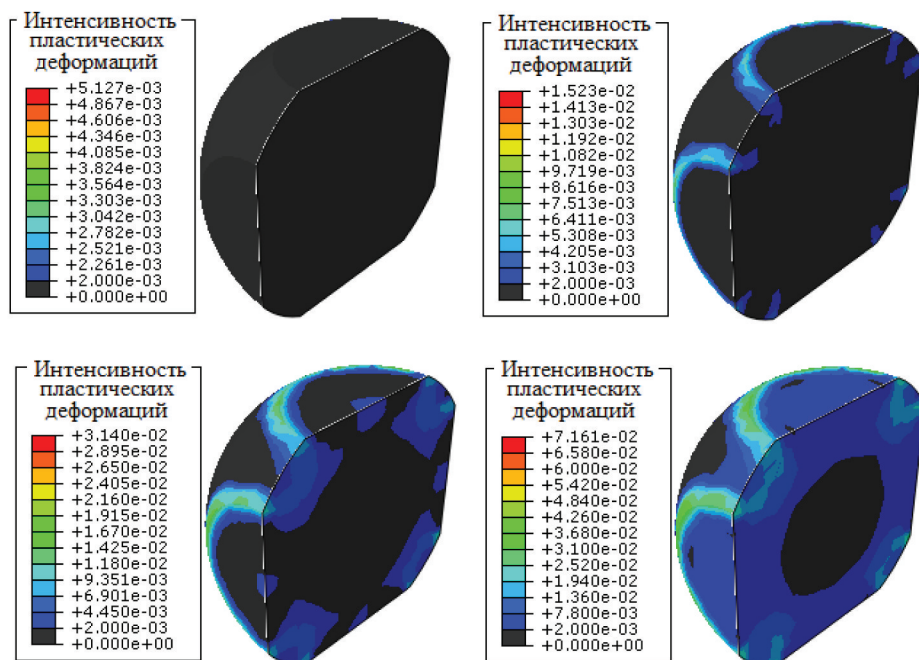 Интенсивность
пластических
деформаций
+5.127e-03
+4.867e-03
+4.606e-03
+4.346e-03
+4.085e-03
+3.824e-03
+3.564e-03
+3.303e-03
+3.042e-03
+2.782e-03
+2.521e-03
+2.261e-03
+2.000e-03
+0.000e+00
Интенсивность
пластических
деформаций
+1.523e-02
+1.413e-02
+1.303e-02
+1.192e-02
+1.082e-02
+9.719e-03
+8.616e-03
+7.513e-03
+6.411e-03
+5.308e-03
+4.205e-03
+3.103e-03
+2.000e-03
+0.000e+00
Интенсивность
пластических
деформаций
+3.140e-02
+2.895e-02
+2.650e-02
+2.405e-02
+2.160e-02
+1.915e-02
+1.670e-02
+1.425e-02
+1.180e-02
+9.351e-03
+6.901e-03
+4.450e-03
+2.000e-03
+0.000e+00
Интенсивность
пластических
деформаций
+7.161e-02
+6.580e-02
+6.000e-02
+5.420e-02
+4.840e-02
+4.260e-02
+3.680e-02
+3.100e-02
+2.520e-02
+1.940e-02
+1.360e-02
+7.800e-03
+2.000e-03
+0.000e+00